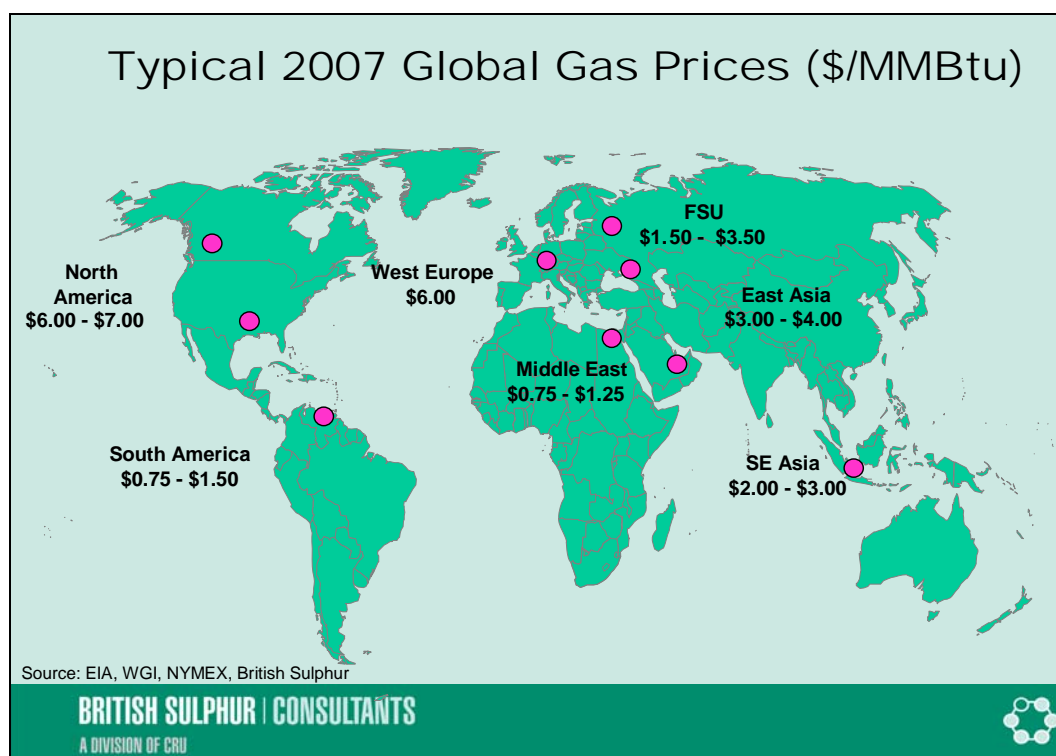 Typical 2007 Global Gas Prices ($/MMBtu)
FSU
$1.50 - $3.50
North
America
$6.00 - $7.00
West Europe
$6.00
East Asia
$3.00 - $4.00
Middle East
$0.75 - $1.25
South America
$0.75 - $1.50
SE Asia
$2.00 - $3.00
Source: EIA, WGI, NYMEX, British Sulphur
BRITISH SULPHUR | CONSULTANTS
A DIVISION OF CRU